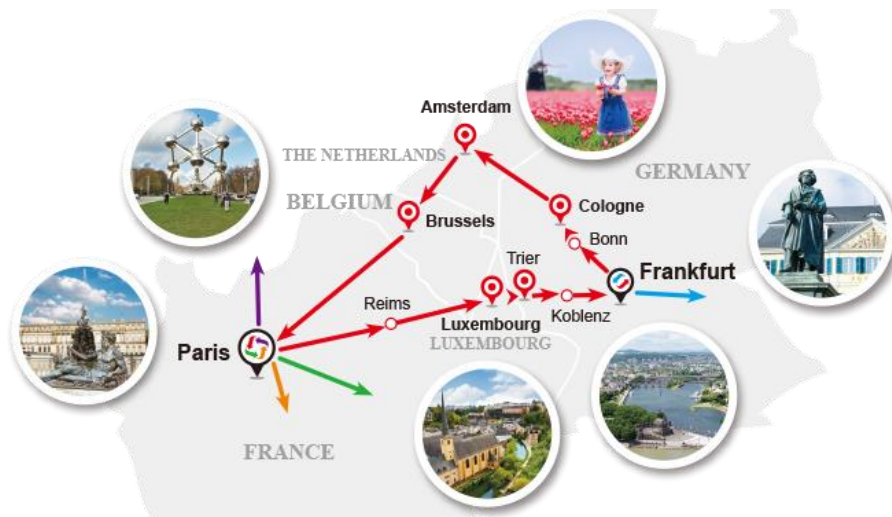 Amsterdam
THE NETHERLANDS
GERMANY
BELGIUM
Brussels
Cologne
Bonn
Trier
Frankfurt
Reims
Paris
Luxembourg
Koblenz
LUXEMBOURG
FRANCE